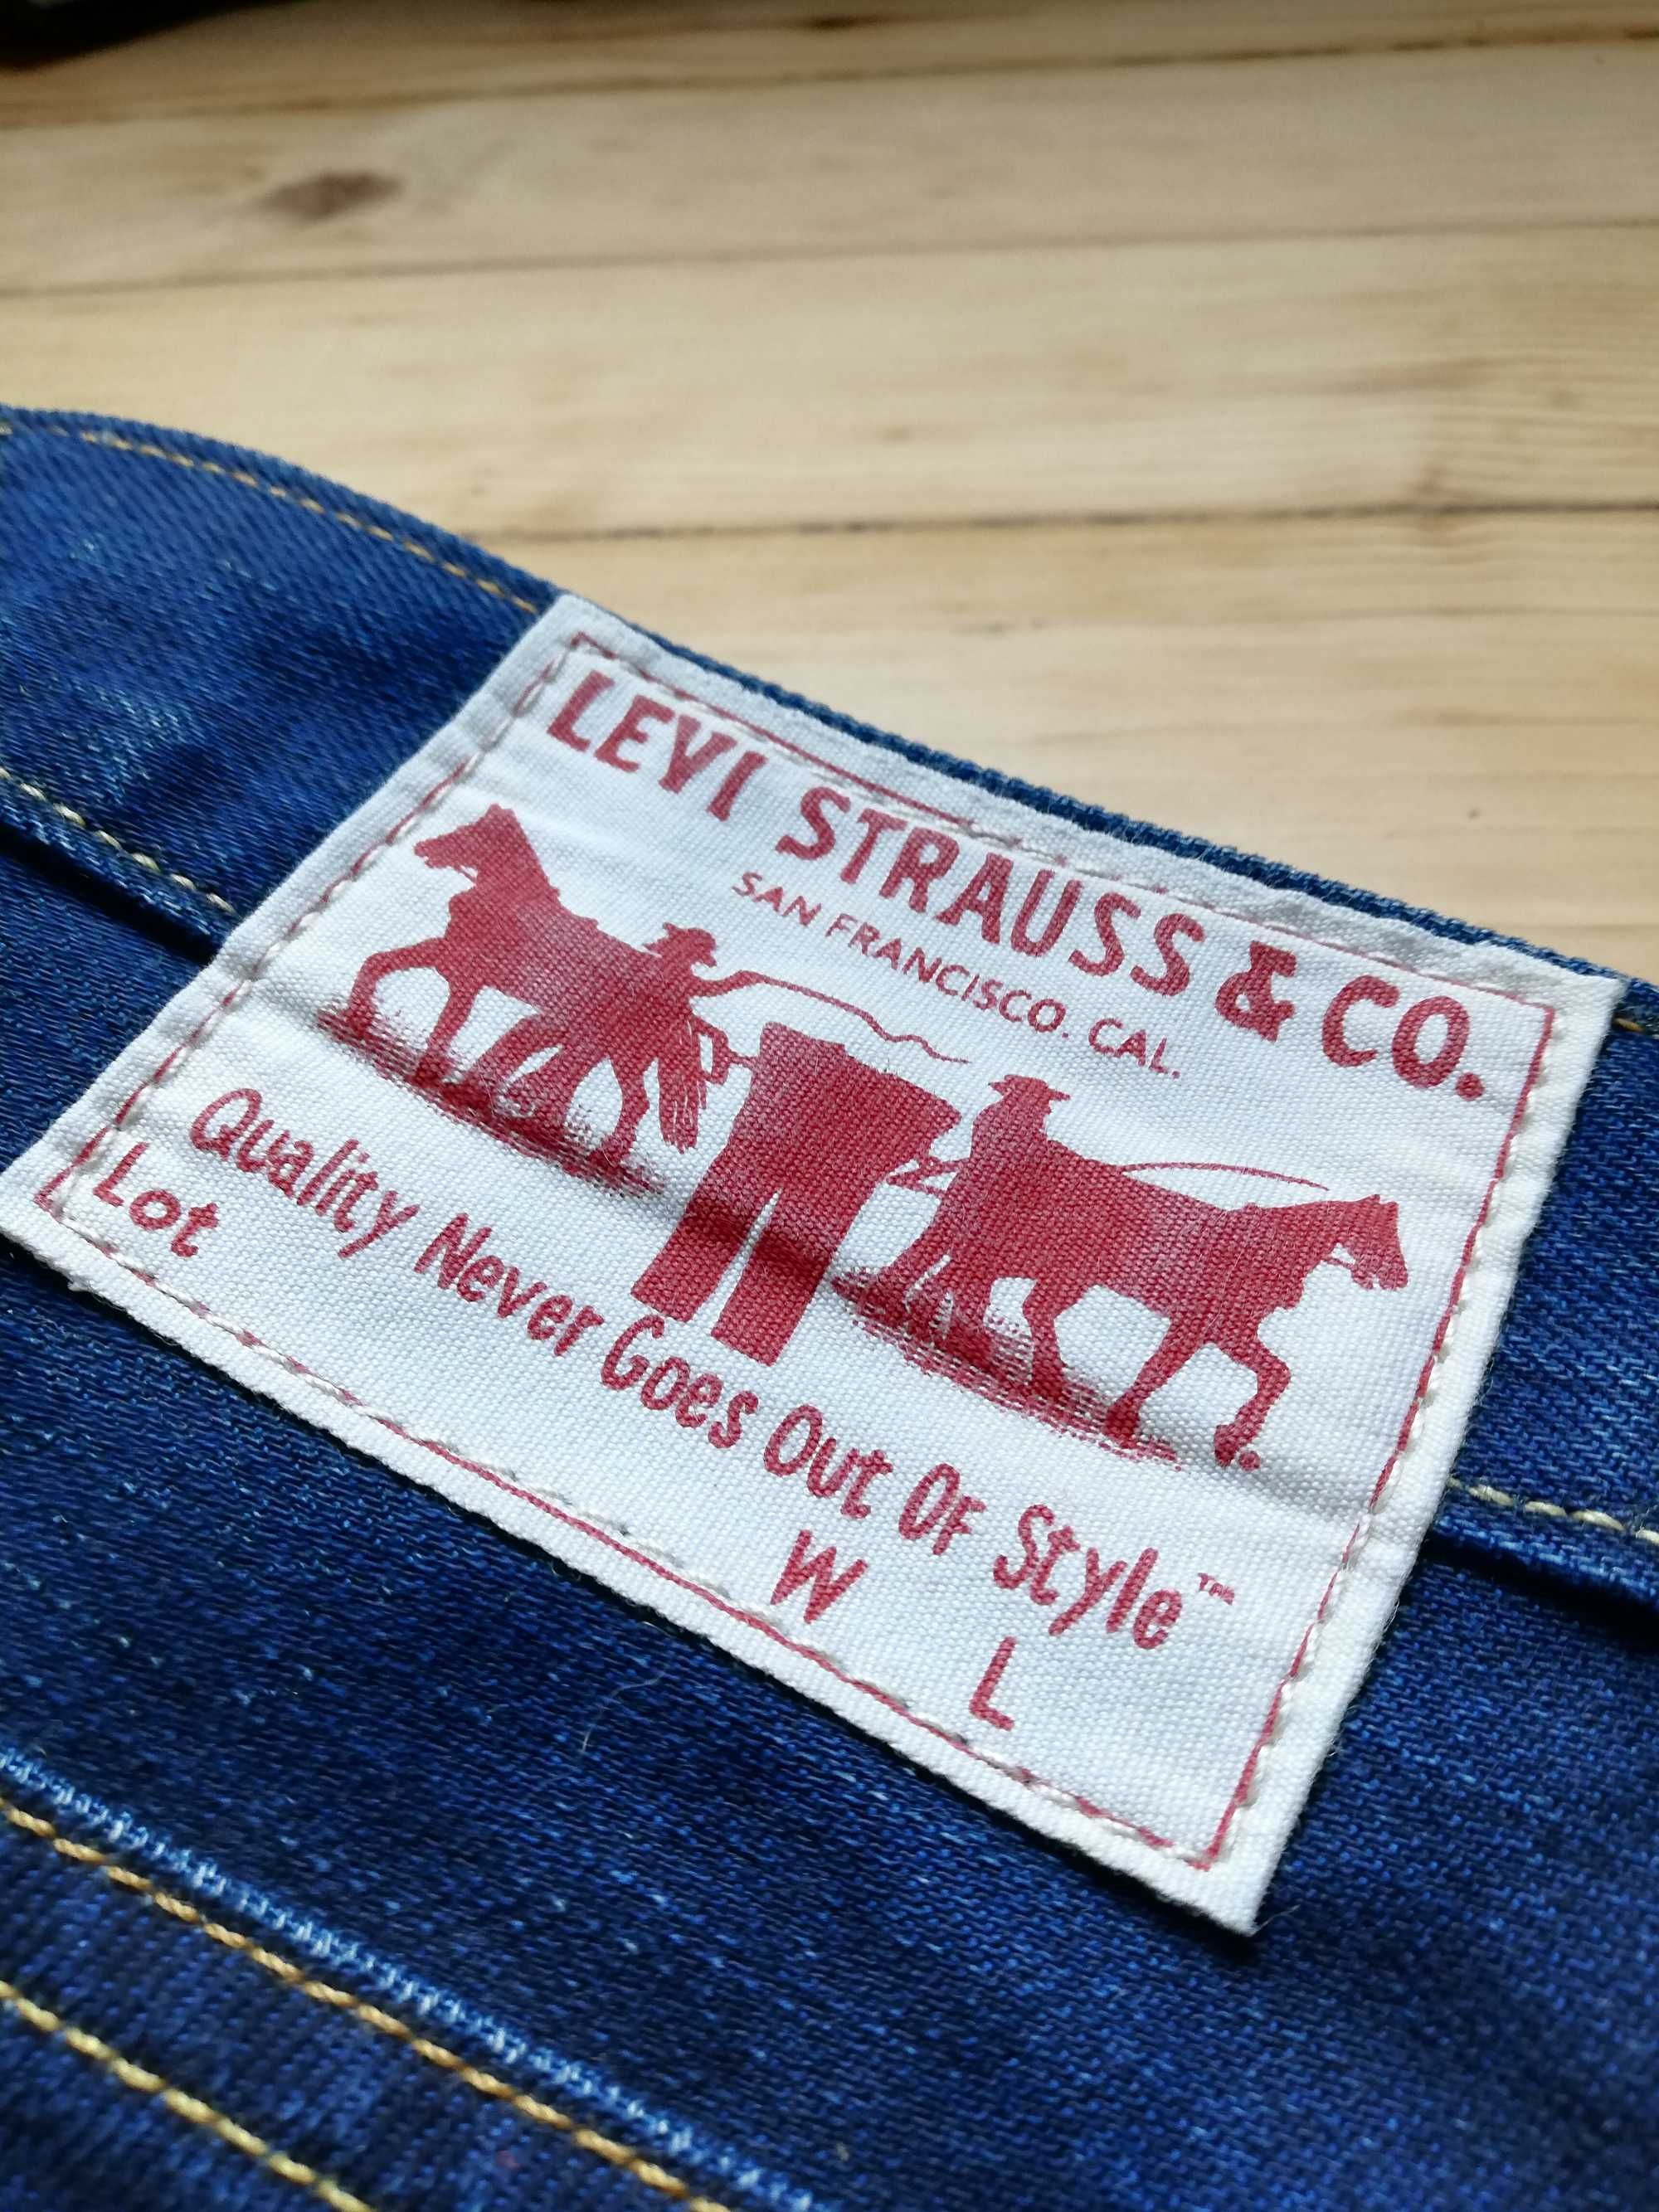 LEVI STRAUSS & CO.
SAN FRANCISCO. CAL.
Quality Never Goes Out Of Style™
Lot W L